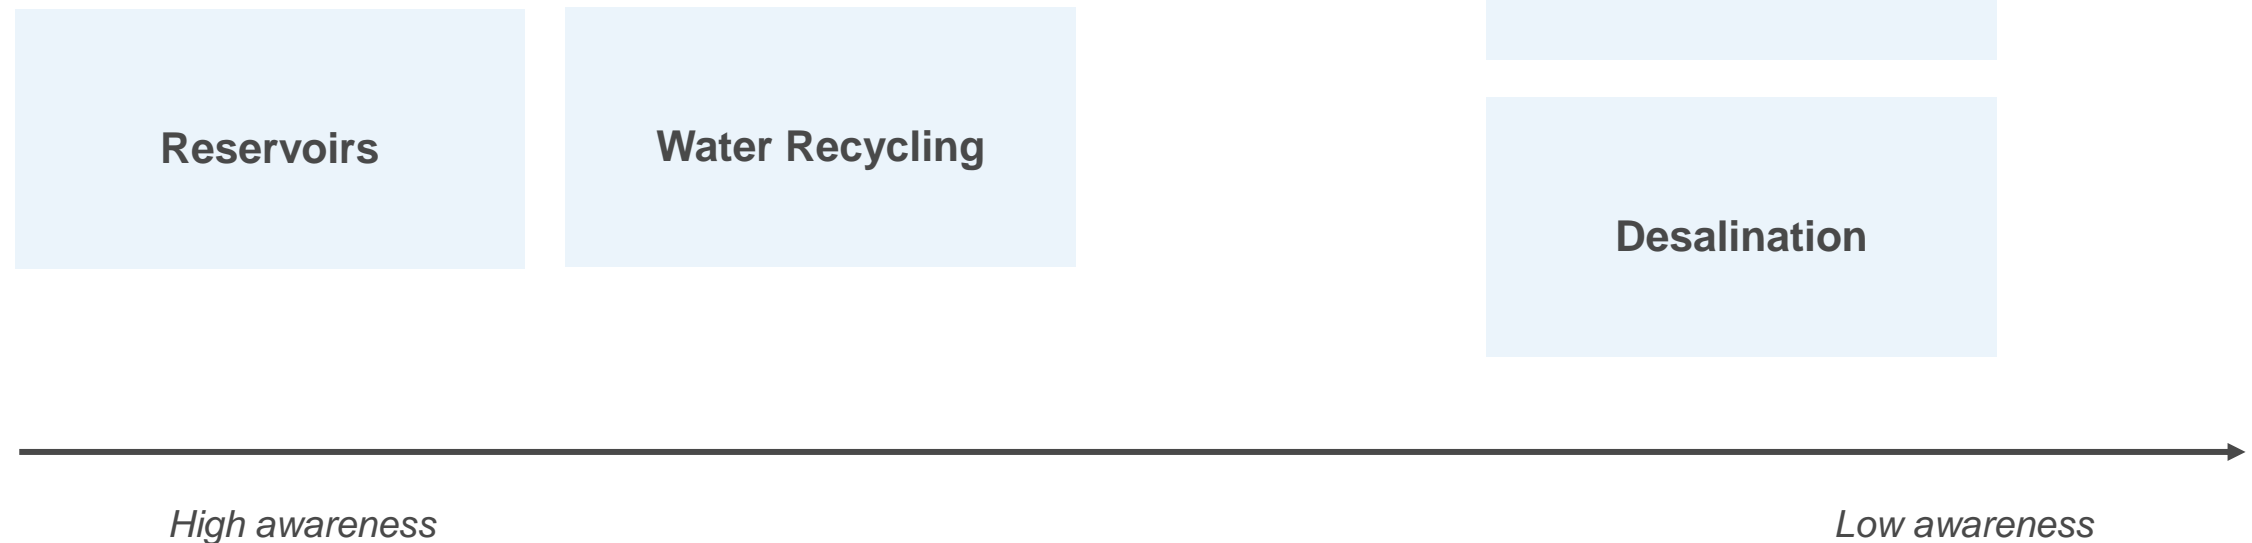 Reservoirs
Water Recycling
Desalination
High awareness
Low awareness